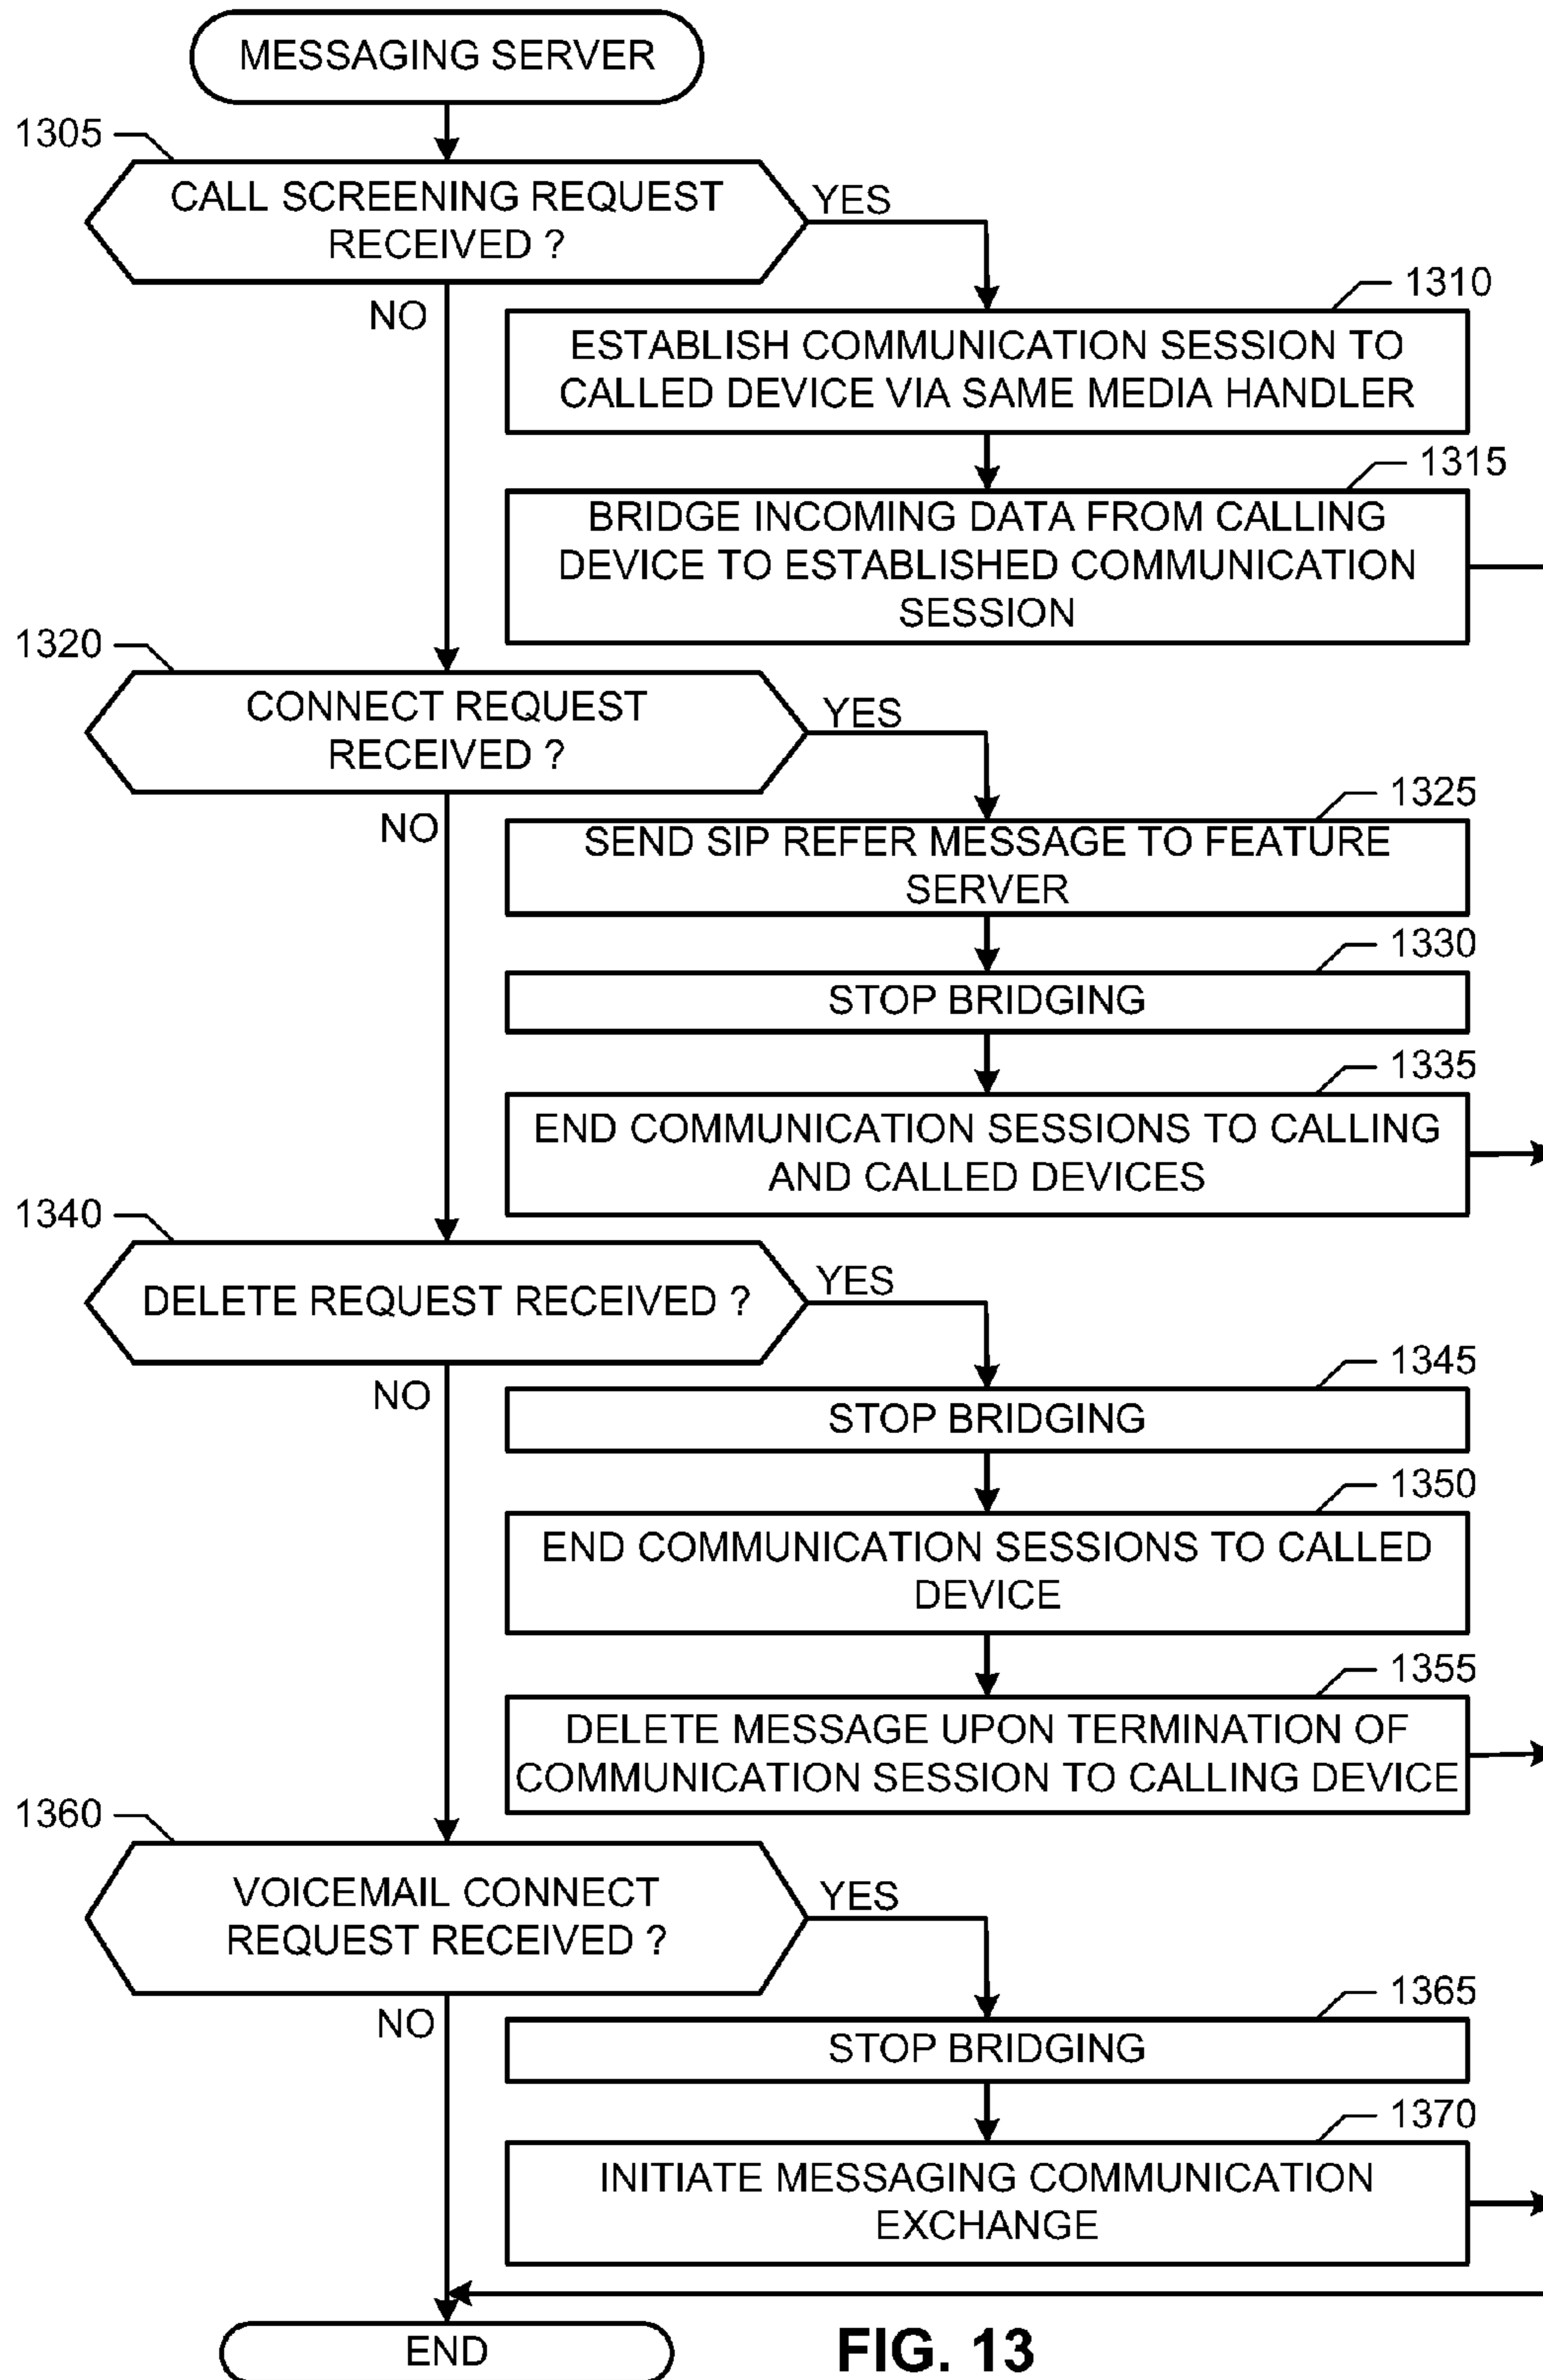 MESSAGING SERVER
1305
CALL SCREENING REQUEST
RECEIVED ?
YES
NO
1310
ESTABLISH COMMUNICATION SESSION TO
CALLED DEVICE VIA SAME MEDIA HANDLER
1315
BRIDGE INCOMING DATA FROM CALLING
DEVICE TO ESTABLISHED COMMUNICATION
SESSION
1320
CONNECT REQUEST
RECEIVED ?
YES
NO
1325
SEND SIP REFER MESSAGE TO FEATURE
SERVER
1330
STOP BRIDGING
1335
END COMMUNICATION SESSIONS TO CALLING
AND CALLED DEVICES
1340
DELETE REQUEST RECEIVED ?
YES
NO
1345
STOP BRIDGING
1350
END COMMUNICATION SESSIONS TO CALLED
DEVICE
1355
DELETE MESSAGE UPON TERMINATION OF
COMMUNICATION SESSION TO CALLING DEVICE
1360
VOICEMAIL CONNECT
REQUEST RECEIVED ?
YES
NO
1365
STOP BRIDGING
1370
INITIATE MESSAGING COMMUNICATION
EXCHANGE
END
FIG. 13